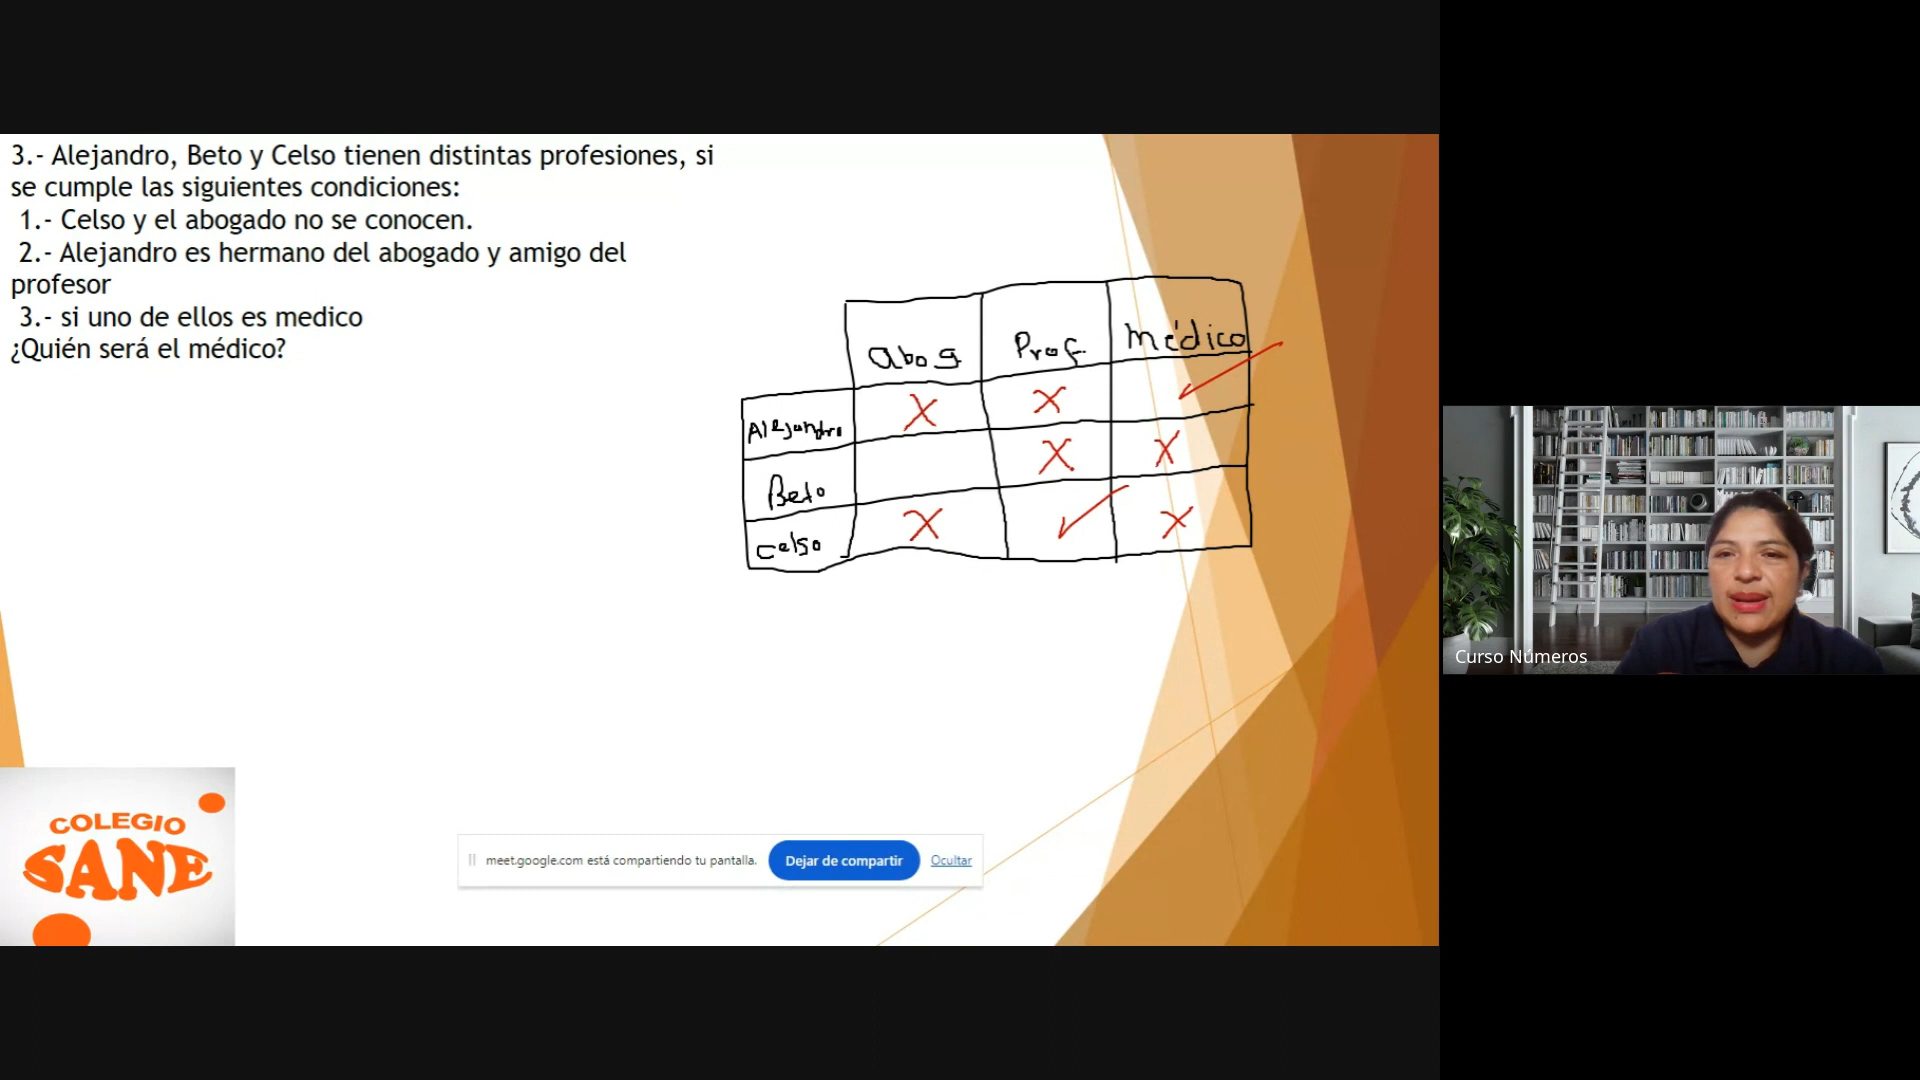 3.- Alejandro, Beto y Celso tienen distintas profesiones, si
se cumple las siguientes condiciones:
1.- Celso y el abogado no se conocen.
2.- Alejandro es hermano del abogado y amigo del
profesor
3.- si uno de ellos es medico
¿Quién será el médico?
abog Prof. Médico
Alejandro X X
Beto X X
Celso X X
Curso Números
COLEGIO
SANE
meet.google.com está compartiendo tu pantalla. Dejar de compartir Ocultar